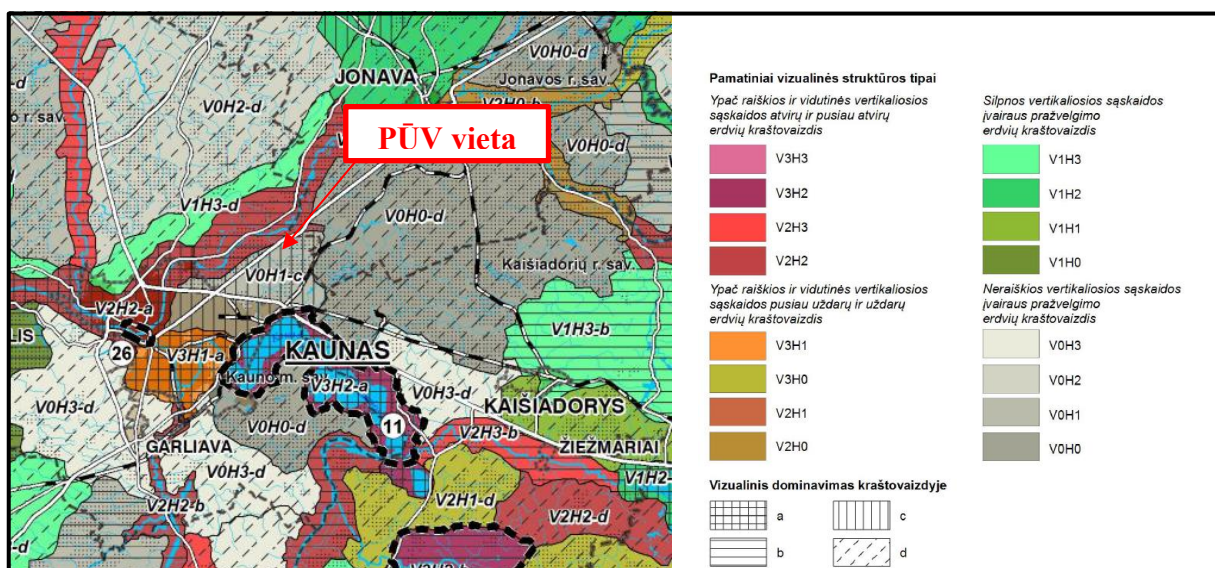 V0H0-d
JONAVA
Jonavos r. sav.
-d
V0H2-d
V2H0-b
o r. sav.
PŪV vieta
V0H0-d
V1H3-d
V0H0-d
Kaišiadorių r. sav.
V0H1-c
V2H2-a
V1H3-b
LIS
26
V3H1-a
KAUNAS
Kauno m. sav.
V3H2-a
V0H3-d
V0H3-d
KAIŠIADORYS
11
V0H0-d
V2H3-b
GARLIAVA
ŽIEŽMARIAI
V0H3-d
V1H2-
V2H2-b
V2H1-d
V2H2-d
-d
Pamatiniai vizualinės struktūros tipai
Ypač raiškios ir vidutinės vertikaliosios
sąskaidos atvirų ir pusiau atvirų
erdvių kraštovaizdis
V3H3
V3H2
V2H3
V2H2
Ypač raiškios ir vidutinės vertikaliosios
sąskaidos pusiau uždarų ir uždarų
erdvių kraštovaizdis
V3H1
V3H0
V2H1
V2H0
Silpnos vertikaliosios sąskaidos
įvairaus pražvelgimo
erdvių kraštovaizdis
V1H3
V1H2
V1H1
V1H0
Neraiškios vertikaliosios sąskaidos
įvairaus pražvelgimo
erdvių kraštovaizdis
V0H3
V0H2
V0H1
V0H0
Vizualinis dominavimas kraštovaizdyje
a
c
b
d